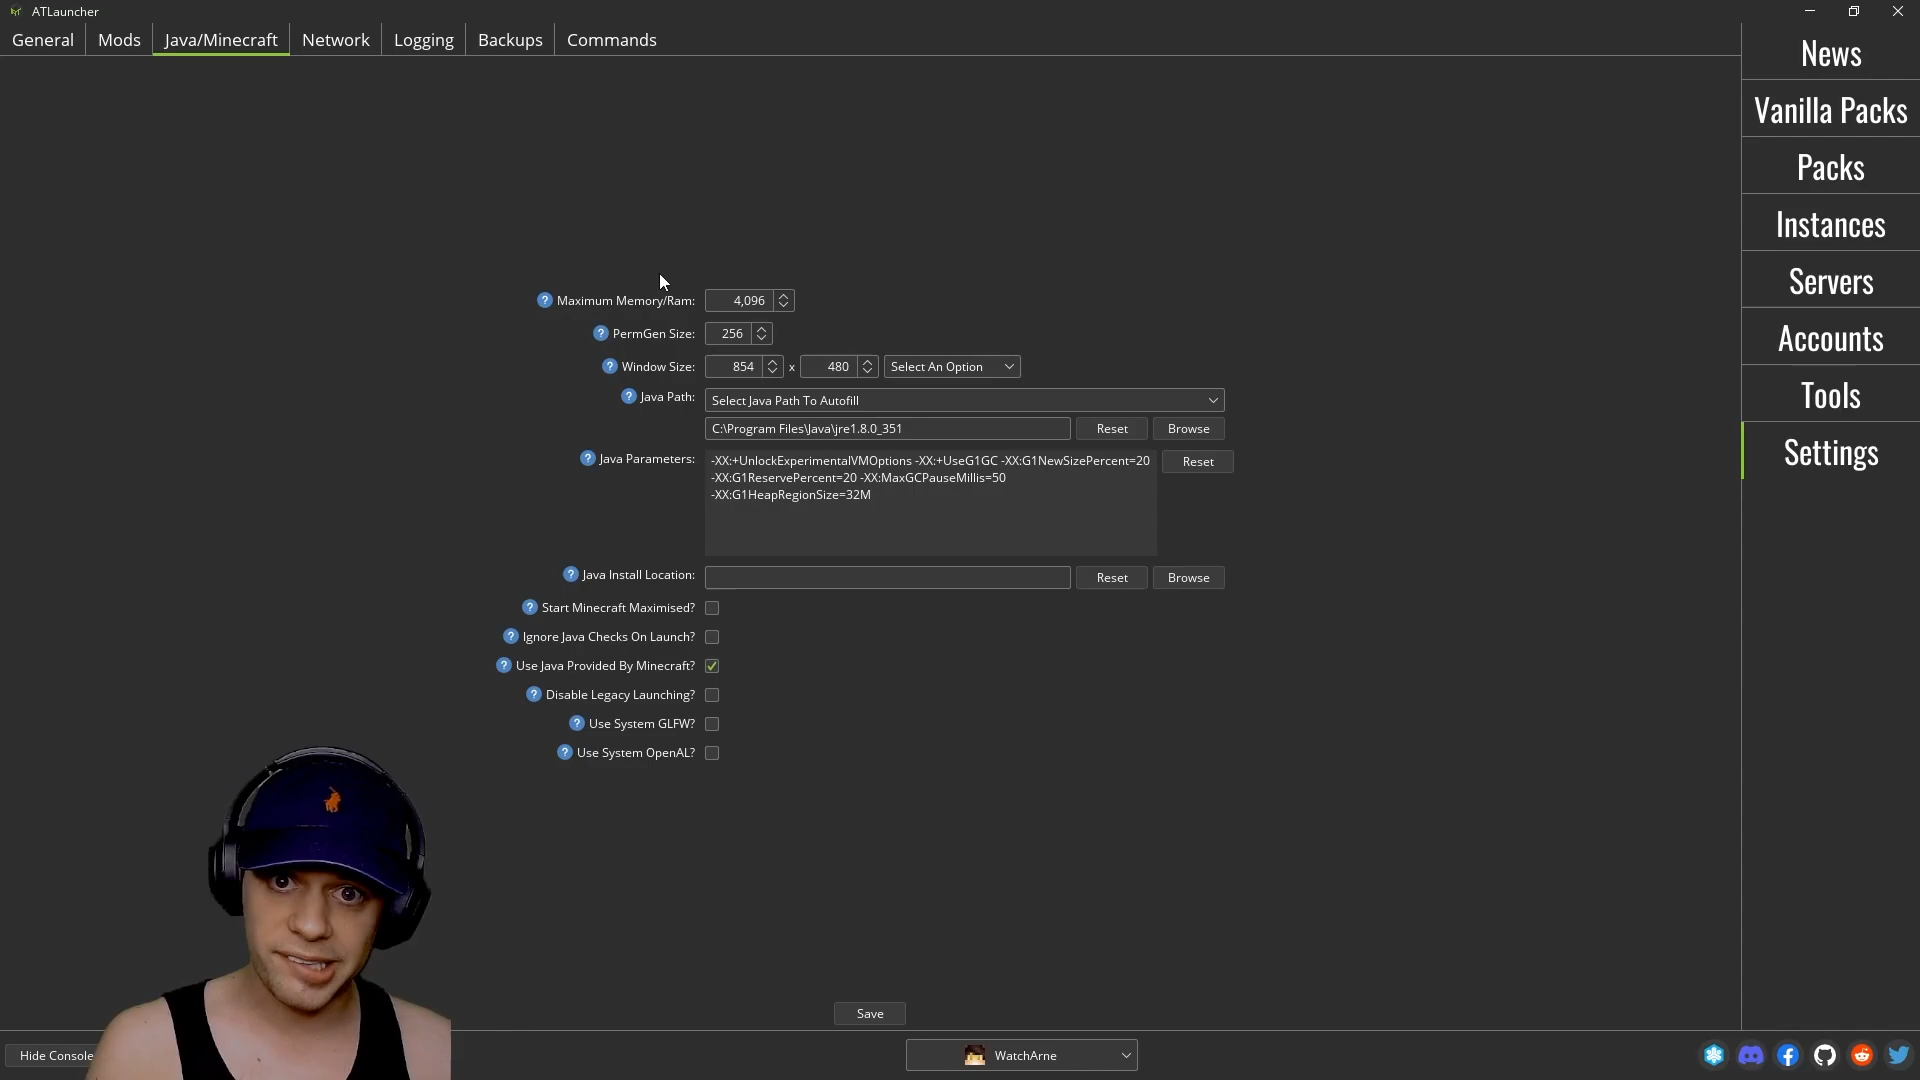 ATLauncher
General
Mods
Java/Minecraft
Network
Logging
Backups
Commands
News
Vanilla Packs
Packs
Instances
Servers
Accounts
Tools
Settings
Maximum Memory/Ram: 4,096
PermGen Size: 256
Window Size: 854 x 480 Select An Option
Java Path: Select Java Path To Autofill
C:\Program Files\Java\jre1.8.0_351 Reset Browse
Java Parameters: -XX:+UnlockExperimentalVMOptions -XX:+UseG1GC -XX:G1NewSizePercent=20 Reset
-XX:G1ReservePercent=20 -XX:MaxGCPauseMillis=50
-XX:G1HeapRegionSize=32M
Java Install Location: Reset Browse
Start Minecraft Maximised?
Ignore Java Checks On Launch?
Use Java Provided By Minecraft?
Disable Legacy Launching?
Use System GLFW?
Use System OpenAL?
Save
Hide Console
WatchArne